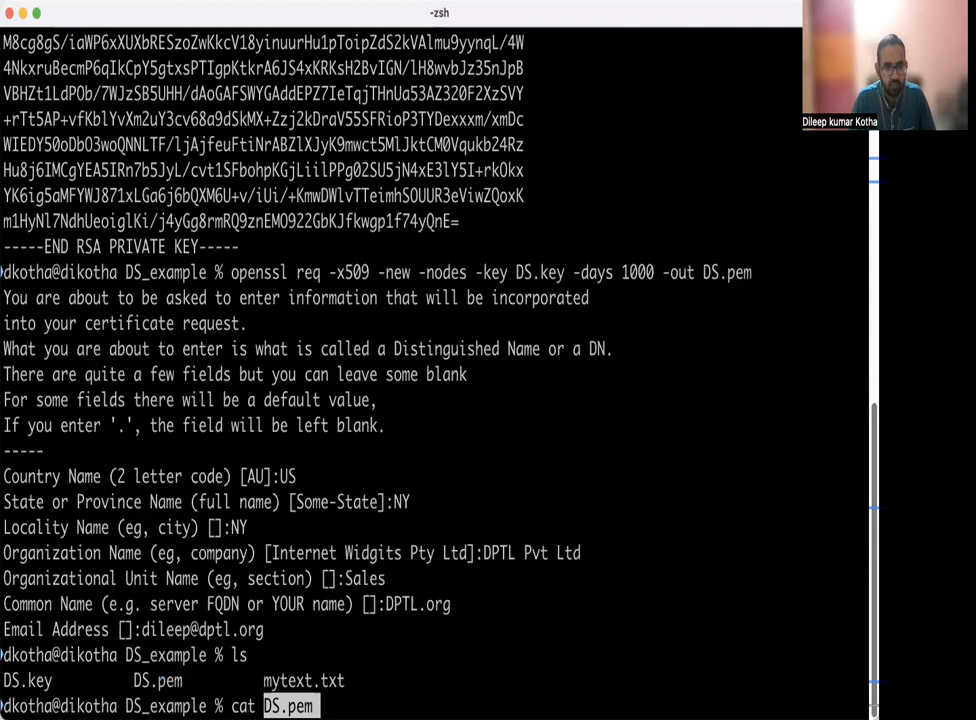 -zsh
M8cg8gS/iaWP6xXUXbRESzoZwKkcV18yinuurHu1pToipZdS2kVAlmu9yynqL/4W
4NkxruBecmP6qIkCpY5gtxsPTIgpKtkrA6JS4xKRKsH2BvIGN/lH8wvbJz35nJpB
VBHZt1LdPOb/7WJzSB5UHH/dAoGAFSWYGAddEPZ7IeTqjTHnUa53AZ320F2XzSVY
+rTt5AP+vfKblYvXm2uY3cv68a9dSkMX+Zzj2kDraV55SFRioP3TYDexxxm/xmDc
WIEDY50oDbO3woQNNLTF/ljAjfeuFtiNrABZlXJyK9mwct5MlJktCM0Vqukb24Rz
Hu8j6IMCgYEA5IRn7b5JyL/cvt1SFbohpKGjLiilPPg02SU5jN4xE3lY5I+rkOkx
YK6ig5aMFYWJ871xLGa6j6bQXM6U+v/iUi/+KmwDWlvTTeimhSOUUR3eViwZQoxK
m1HyNl7NdhUeoiglKi/j4yGg8rmRQ9znEMO922GbKJfkwgp1f74yQnE=
-----END RSA PRIVATE KEY-----
dkotha@dikotha DS_example % openssl req -x509 -new -nodes -key DS.key -days 1000 -out DS.pem
You are about to be asked to enter information that will be incorporated
into your certificate request.
What you are about to enter is what is called a Distinguished Name or a DN.
There are quite a few fields but you can leave some blank
For some fields there will be a default value,
If you enter '.', the field will be left blank.
-----
Country Name (2 letter code) [AU]:US
State or Province Name (full name) [Some-State]:NY
Locality Name (eg, city) []:NY
Organization Name (eg, company) [Internet Widgits Pty Ltd]:DPTL Pvt Ltd
Organizational Unit Name (eg, section) []:Sales
Common Name (e.g. server FQDN or YOUR name) []:DPTL.org
Email Address []:dileep@dptl.org
dkotha@dikotha DS_example % ls
DS.key DS.pem mytext.txt
dkotha@dikotha DS_example % cat DS.pem
Dileep kumar Kotha